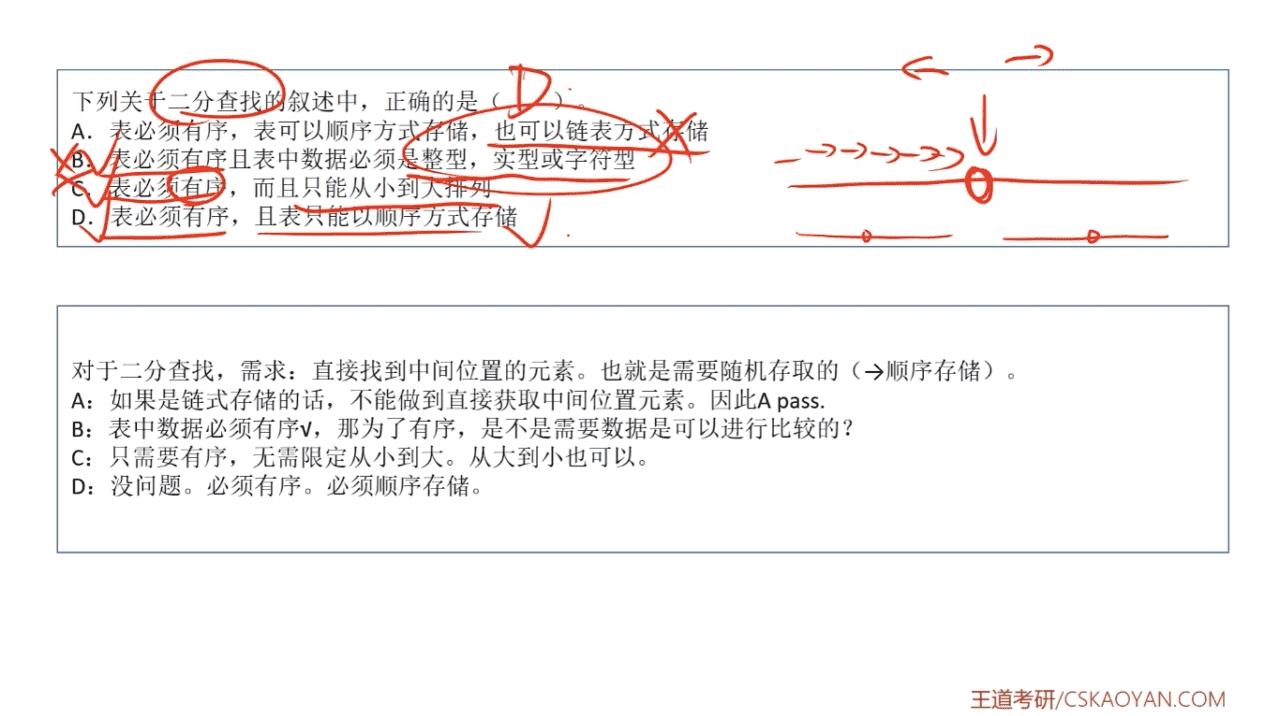 下列关于二分查找的叙述中，正确的是（ D ）。
A．表必须有序，表可以顺序方式存储，也可以链表方式存储
B．表必须有序且表中数据必须是整型，实型或字符型
C．表必须有序，而且只能从小到大排列
D．表必须有序，且表只能以顺序方式存储
对于二分查找，需求：直接找到中间位置的元素。也就是需要随机存取的（→顺序存储）。
A：如果是链式存储的话，不能做到直接获取中间位置元素。因此A pass.
B：表中数据必须有序√，那为了有序，是不是需要数据是可以进行比较的？
C：只需要有序，无需限定从小到大。从大到小也可以。
D：没问题。必须有序。必须顺序存储。
王道考研/CSKAOYAN.COM